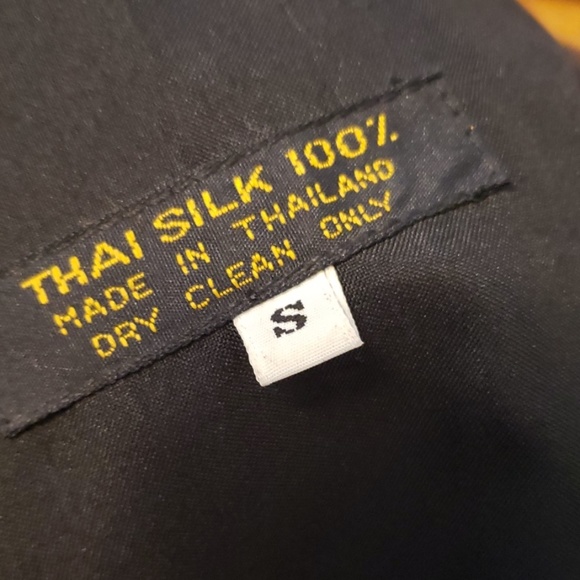 THAI SILK 100%
MADE IN THAILAND
DRY CLEAN ONLY
S